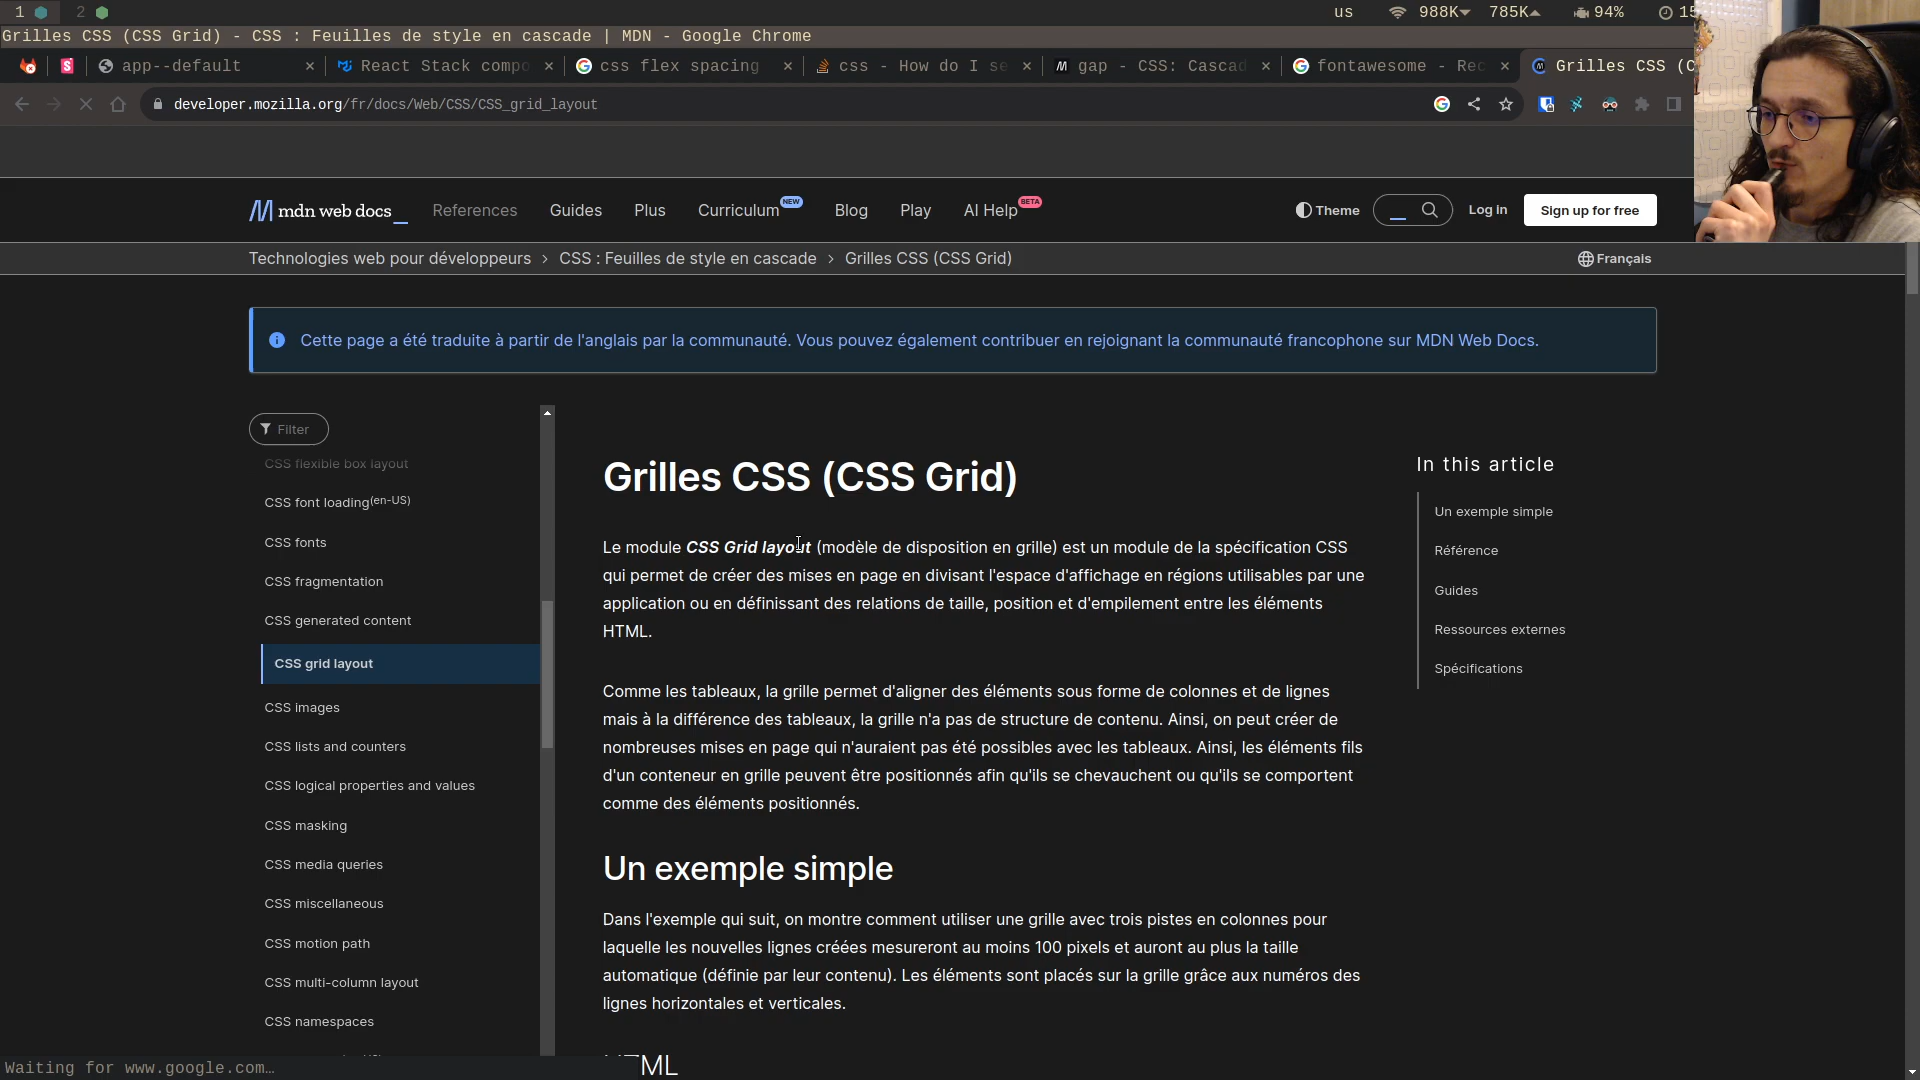 1 2 us 988K 785K 94% 15
Grilles CSS (CSS Grid) - CSS : Feuilles de style en cascade | MDN - Google Chrome
app--default × React Stack compo × css flex spacing × css - How do I se × gap - CSS: Cascad × fontawesome - Rec × Grilles CSS (C
developer.mozilla.org/fr/docs/Web/CSS/CSS_grid_layout
mdn web docs_ References Guides Plus Curriculum NEW Blog Play AI Help BETA Theme Log in Sign up for free
Technologies web pour développeurs > CSS : Feuilles de style en cascade > Grilles CSS (CSS Grid) Français
Cette page a été traduite à partir de l'anglais par la communauté. Vous pouvez également contribuer en rejoignant la communauté francophone sur MDN Web Docs.
Filter
CSS flexible box layout
CSS font loading(en-US)
CSS fonts
CSS fragmentation
CSS generated content
CSS grid layout
CSS images
CSS lists and counters
CSS logical properties and values
CSS masking
CSS media queries
CSS miscellaneous
CSS motion path
CSS multi-column layout
CSS namespaces
Grilles CSS (CSS Grid)
Le module CSS Grid layout (modèle de disposition en grille) est un module de la spécification CSS
qui permet de créer des mises en page en divisant l'espace d'affichage en régions utilisables par une
application ou en définissant des relations de taille, position et d'empilement entre les éléments
HTML.
Comme les tableaux, la grille permet d'aligner des éléments sous forme de colonnes et de lignes
mais à la différence des tableaux, la grille n'a pas de structure de contenu. Ainsi, on peut créer de
nombreuses mises en page qui n'auraient pas été possibles avec les tableaux. Ainsi, les éléments fils
d'un conteneur en grille peuvent être positionnés afin qu'ils se chevauchent ou qu'ils se comportent
comme des éléments positionnés.
Un exemple simple
Dans l'exemple qui suit, on montre comment utiliser une grille avec trois pistes en colonnes pour
laquelle les nouvelles lignes créées mesureront au moins 100 pixels et auront au plus la taille
automatique (définie par leur contenu). Les éléments sont placés sur la grille grâce aux numéros des
lignes horizontales et verticales.
HTML
In this article
Un exemple simple
Référence
Guides
Ressources externes
Spécifications
Waiting for www.google.com…